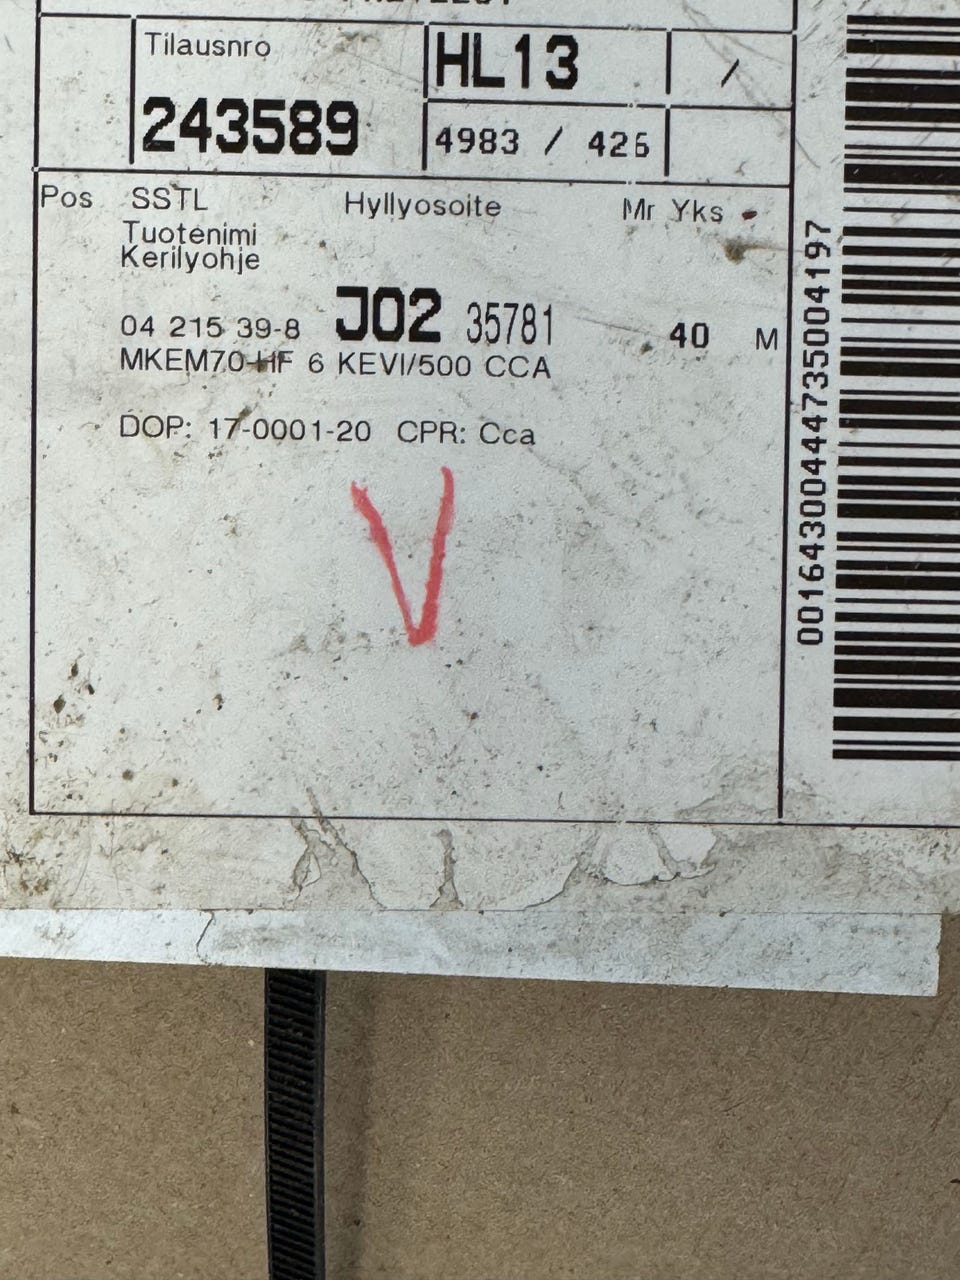 Tilausnro
HL13
/
243589
4983 / 426
Pos SSTL Hyllyosoite Mr Yks
Tuotenimi
Kerilyohje
04 215 39-8 J02 35781 40 M
MKEM70-HF 6 KEVI/500 CCA
DOP: 17-0001-20 CPR: Cca
V
00164300444735004197